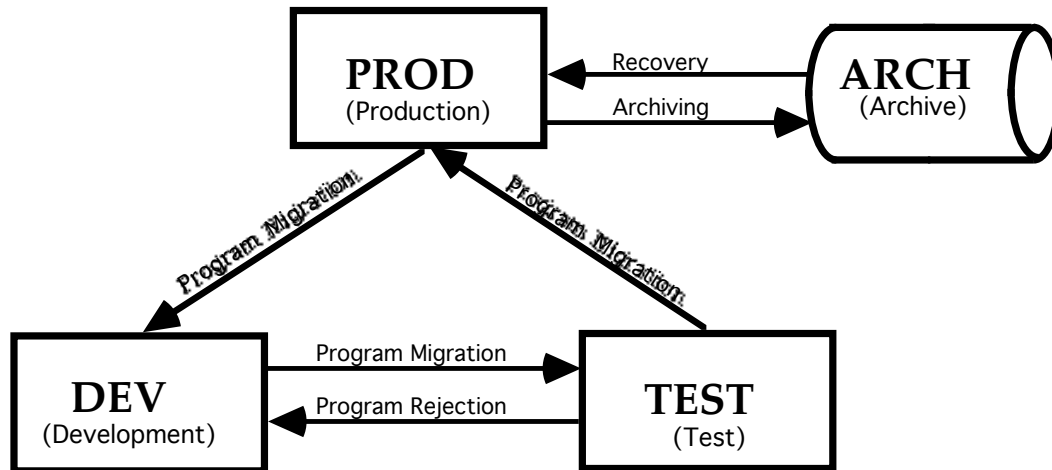 PROD
(Production)
Recovery
Archiving
ARCH
(Archive)
Program Migration
Program Migration
DEV
(Development)
Program Migration
Program Rejection
TEST
(Test)